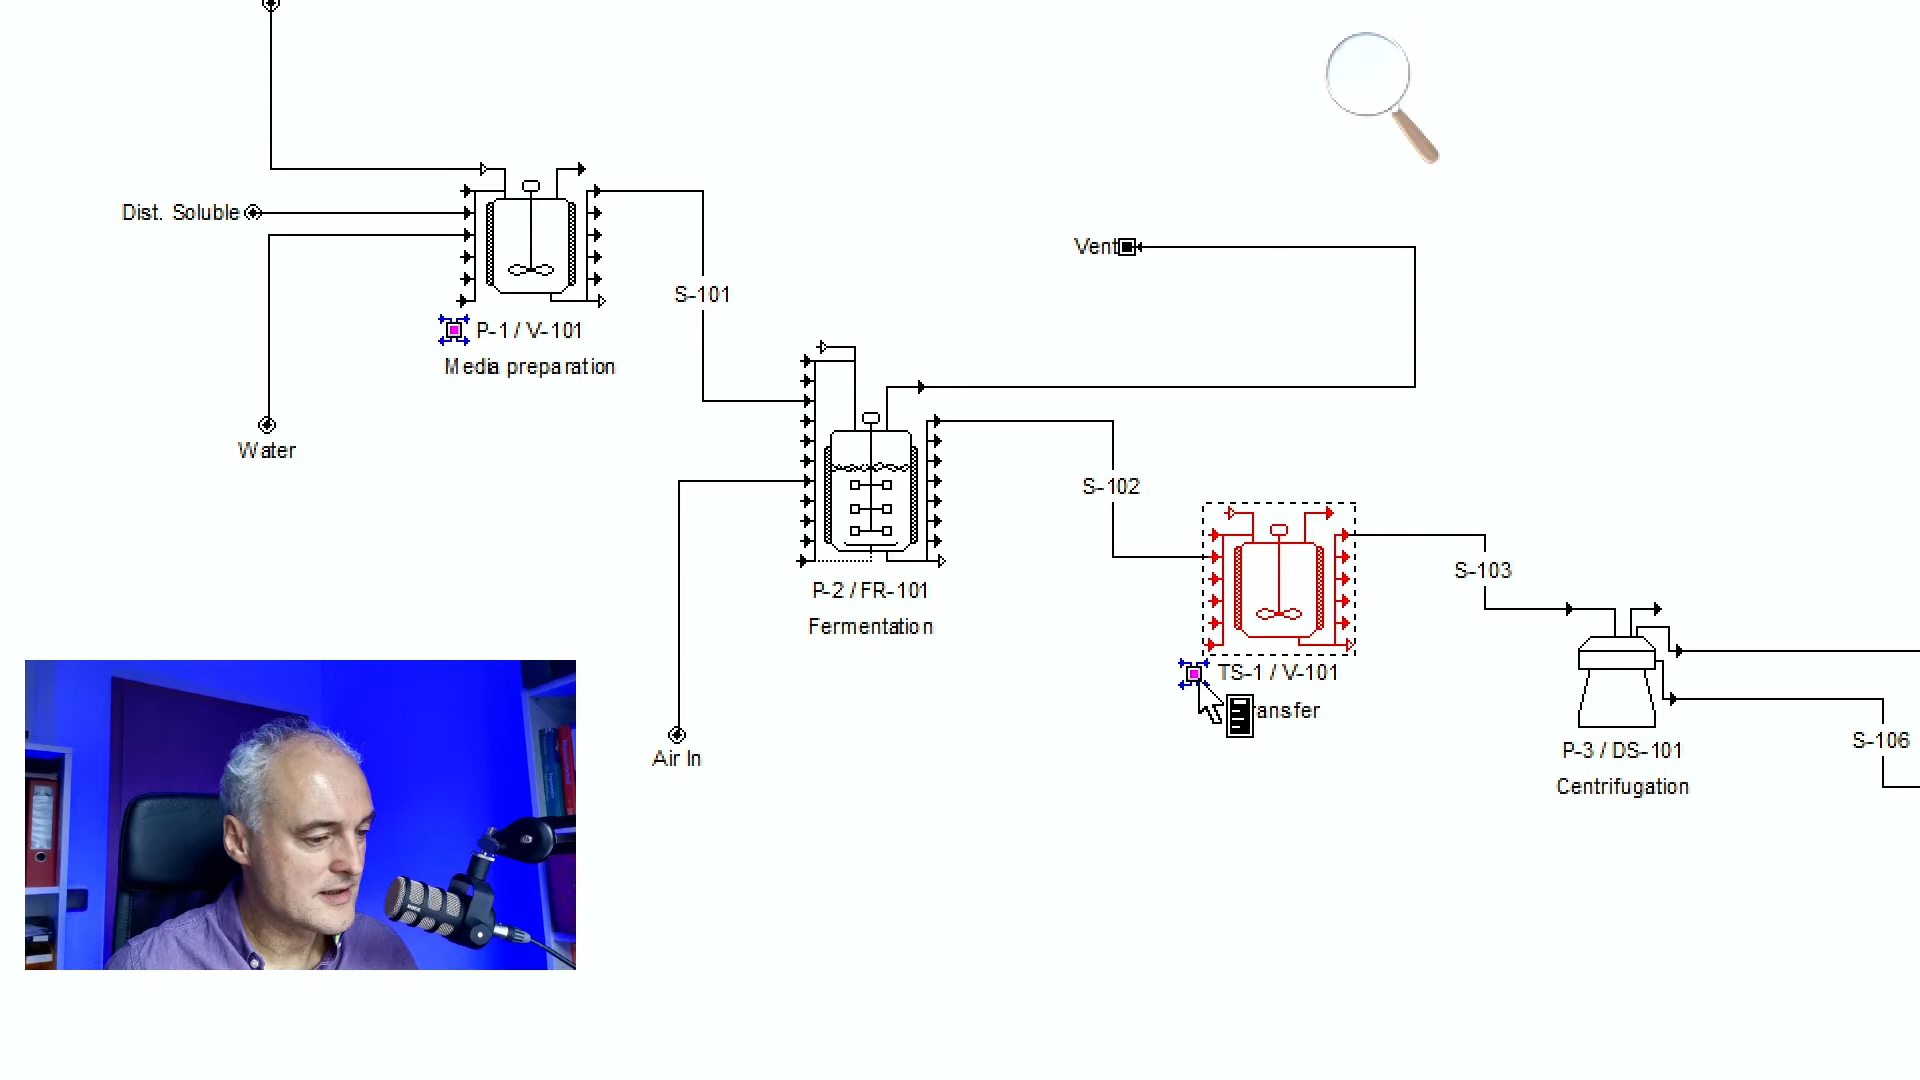 Dist. Soluble
Vent
S-101
P-1 / V-101
Media preparation
Water
S-102
S-103
P-2 / FR-101
Fermentation
TS-1 / V-101
ansfer
Air In
P-3 / DS-101
Centrifugation
S-106